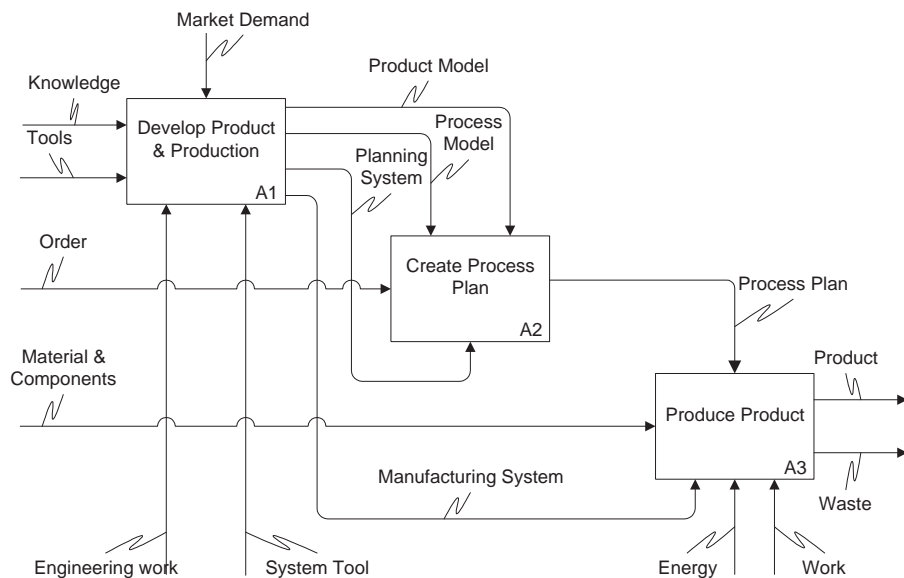 Market Demand
Knowledge
Tools
Develop Product
& Production
A1
Product Model
Process
Model
Planning
System
Order
Create Process
Plan
A2
Process Plan
Material &
Components
Product
Produce Product
A3
Waste
Manufacturing System
Engineering work
System Tool
Energy
Work